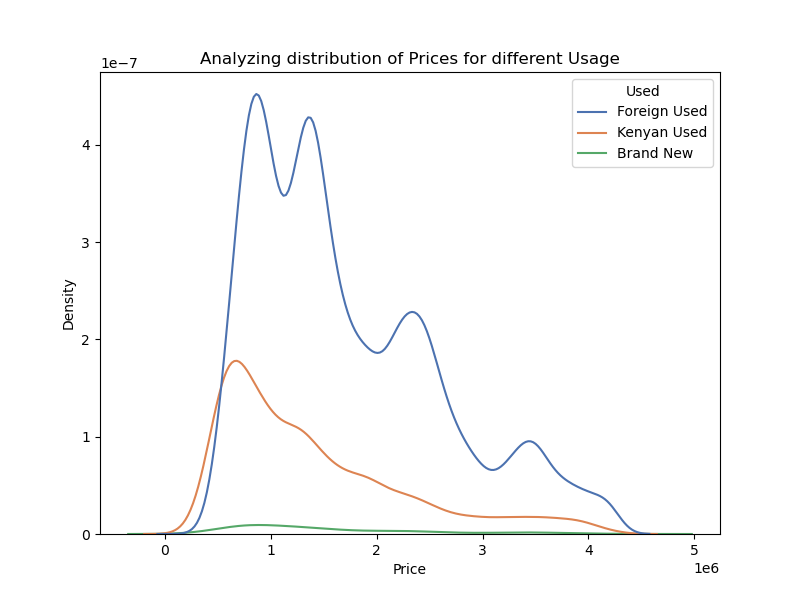 Analyzing distribution of Prices for different Usage
1e−7
Used
Foreign Used
Kenyan Used
Brand New
4
3
2
1
0
Density
0 1 2 3 4 5
1e6
Price